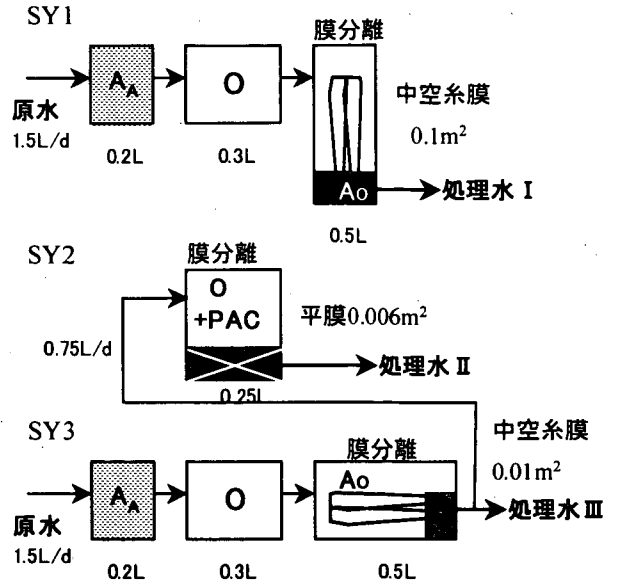 SY1
膜分離
A_A
O
中空糸膜
0.1m²
原水
1.5L/d
0.2L
0.3L
Ao
処理水 I
0.5L
SY2
膜分離
O
+PAC
平膜0.006m²
0.75L/d
処理水 II
0.25L
SY3
膜分離
中空糸膜
0.01m²
A_A
O
Ao
処理水 III
原水
1.5L/d
0.2L
0.3L
0.5L